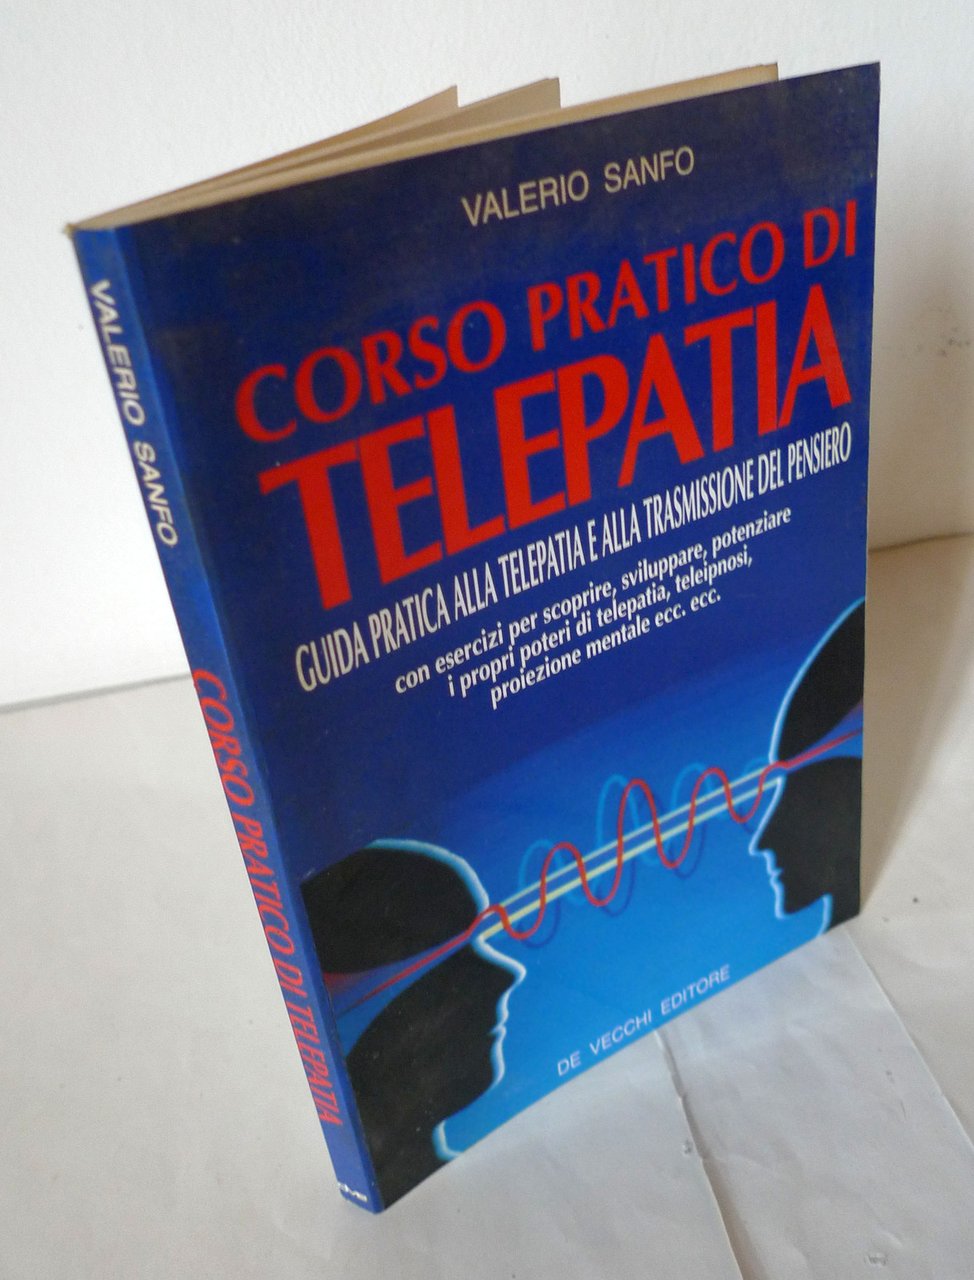 VALERIO SANFO
CORSO PRATICO DI
TELEPATIA
GUIDA PRATICA ALLA TELEPATIA E ALLA TRASMISSIONE DEL PENSIERO
con esercizi per scoprire, sviluppare, potenziare
i propri poteri di telepatia, teleipnosi,
proiezione mentale ecc. ecc.
DE VECCHI EDITORE
VALERIO SANFO
CORSO PRATICO DI TELEPATIA